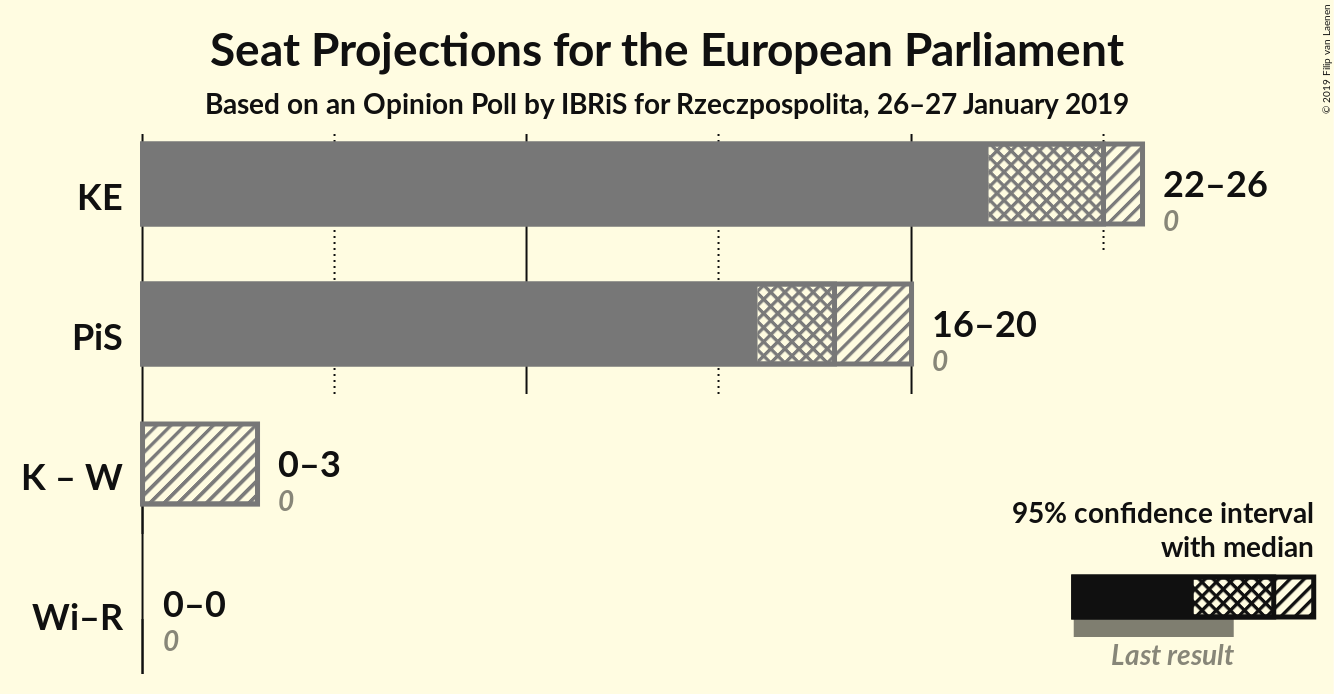 Seat Projections for the European Parliament
Based on an Opinion Poll by IBRiS for Rzeczpospolita, 26–27 January 2019
© 2019 Filip van Laenen
KE
22–26
0
PiS
16–20
0
K – W
0–3
0
Wi–R
0–0
0
95% confidence interval
with median
Last result